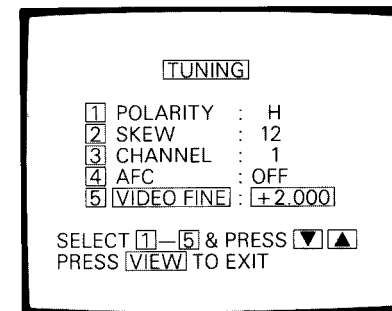 TUNING
1 POLARITY : H
2 SKEW : 12
3 CHANNEL : 1
4 AFC : OFF
5 VIDEO FINE : +2.000
SELECT 1–5 & PRESS ▼ ▲
PRESS VIEW TO EXIT